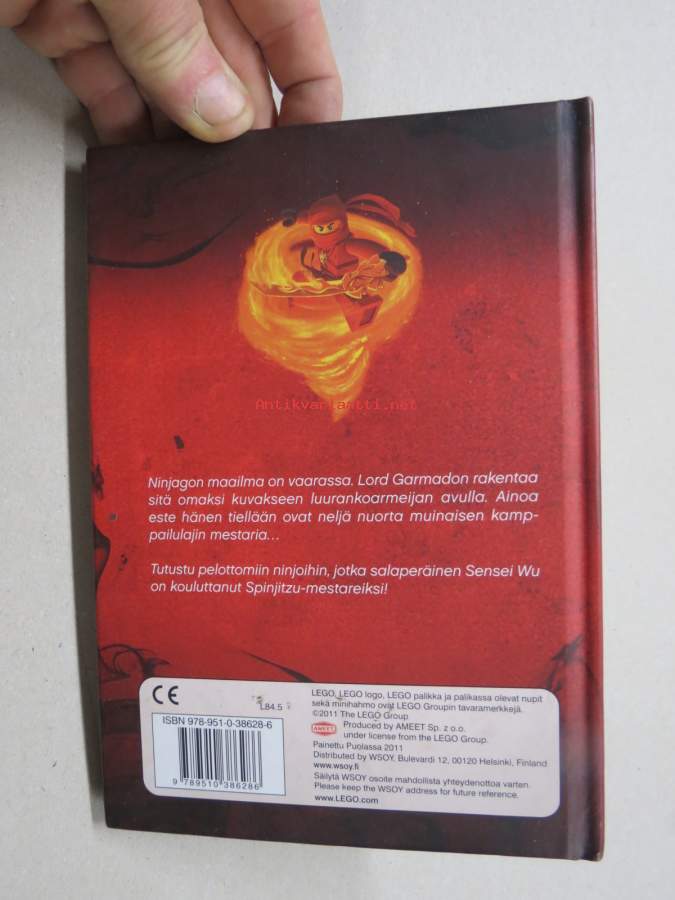 Antikvariaatti.net
Ninjagon maailma on vaarassa. Lord Garmadon rakentaa
sitä omaksi kuvakseen luurankoarmeijan avulla. Ainoa
este hänen tiellään ovat neljä nuorta muinaisen kamp-
pailulajin mestaria...
Tutustu pelottomiin ninjoihin, jotka salaperäinen Sensei Wu
on kouluttanut Spinjitzu-mestareiksi!
CE
L84.5
ISBN 978-951-0-38628-6
9 789510 386286
LEGO, LEGO logo, LEGO palikka ja palikassa olevat nupit
sekä minihahmo ovat LEGO Groupin tavaramerkkejä.
©2011 The LEGO Group
AMEET
Produced by AMEET Sp. z o.o.
under license from the LEGO Group.
Painettu Puolassa 2011
Distributed by WSOY, Bulevardi 12, 00120 Helsinki, Finland
www.wsoy.fi
Säilytä WSOY osoite mahdollista yhteydenottoa varten.
Please keep the WSOY address for future reference.
www.LEGO.com